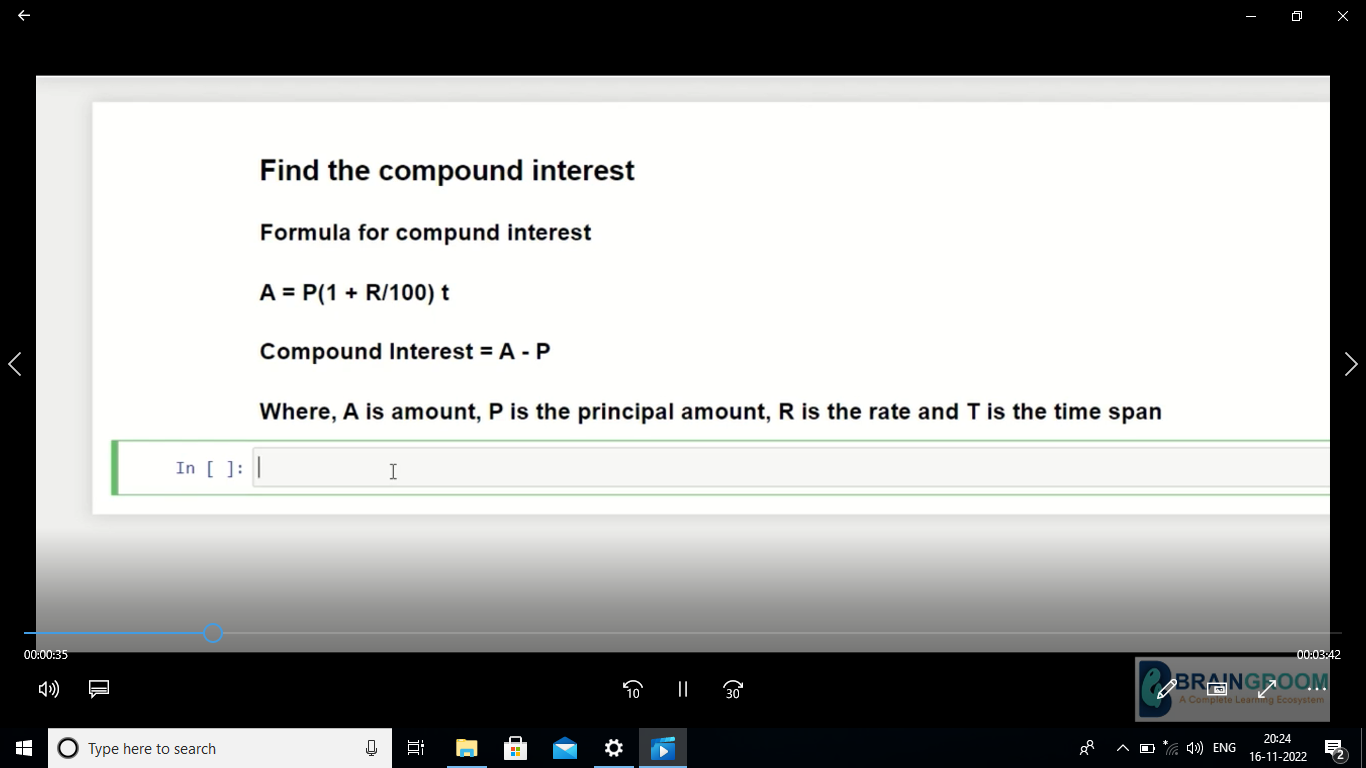 Find the compound interest
Formula for compund interest
A = P(1 + R/100) t
Compound Interest = A - P
Where, A is amount, P is the principal amount, R is the rate and T is the time span
In [ ]:
00:00:35
00:03:42
10
30
BRAINGROOM
A Complete Learning Ecosystem
Type here to search
ENG
20:24
16-11-2022
2